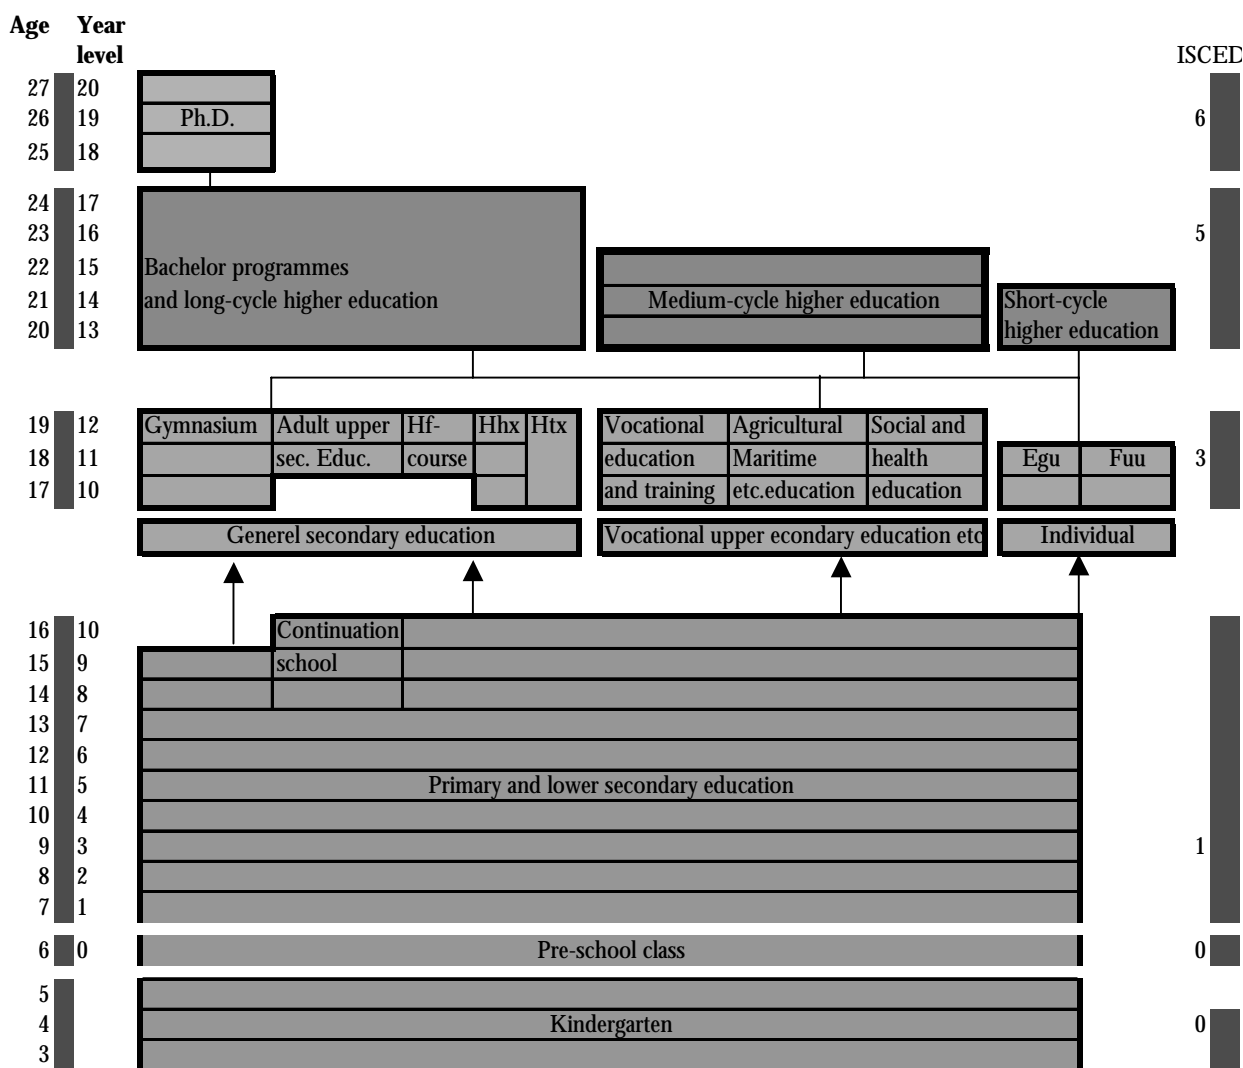 Age Year
level ISCED
27 20
26 19 Ph.D. 6
25 18
24 17
23 16 5
22 15 Bachelor programmes
21 14 and long-cycle higher education Medium-cycle higher education Short-cycle
20 13 higher education
19 12 Gymnasium Adult upper Hf- Hhx Htx Vocational Agricultural Social and
18 11 sec. Educ. course education Maritime health Egu Fuu 3
17 10 and training etc.education education
Generel secondary education Vocational upper econdary education etc Individual
16 10 Continuation
15 9 school
14 8
13 7
12 6
11 5 Primary and lower secondary education
10 4
9 3 1
8 2
7 1
6 0 Pre-school class 0
5
4 Kindergarten 0
3